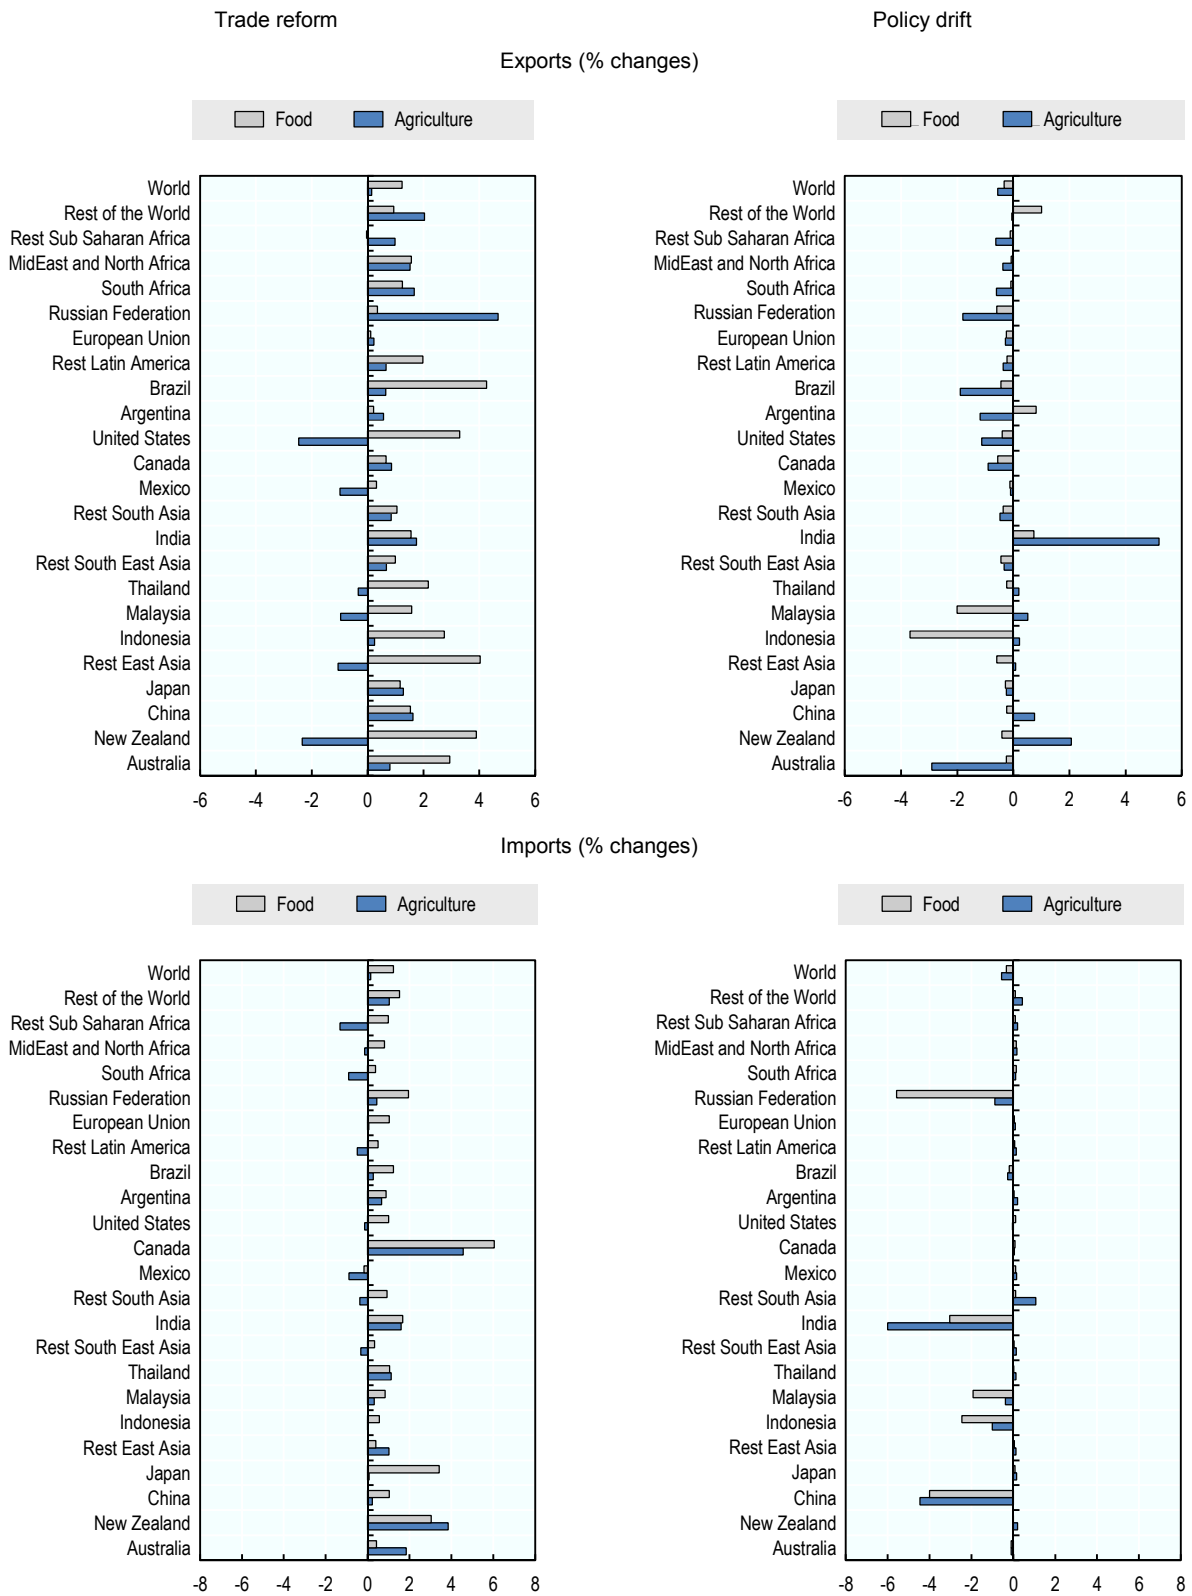 Trade reform
Policy drift
Exports (% changes)
Food Agriculture
Food Agriculture
World
Rest of the World
Rest Sub Saharan Africa
MidEast and North Africa
South Africa
Russian Federation
European Union
Rest Latin America
Brazil
Argentina
United States
Canada
Mexico
Rest South Asia
India
Rest South East Asia
Thailand
Malaysia
Indonesia
Rest East Asia
Japan
China
New Zealand
Australia
-6 -4 -2 0 2 4 6
World
Rest of the World
Rest Sub Saharan Africa
MidEast and North Africa
South Africa
Russian Federation
European Union
Rest Latin America
Brazil
Argentina
United States
Canada
Mexico
Rest South Asia
India
Rest South East Asia
Thailand
Malaysia
Indonesia
Rest East Asia
Japan
China
New Zealand
Australia
-6 -4 -2 0 2 4 6
Imports (% changes)
Food Agriculture
Food Agriculture
World
Rest of the World
Rest Sub Saharan Africa
MidEast and North Africa
South Africa
Russian Federation
European Union
Rest Latin America
Brazil
Argentina
United States
Canada
Mexico
Rest South Asia
India
Rest South East Asia
Thailand
Malaysia
Indonesia
Rest East Asia
Japan
China
New Zealand
Australia
-8 -6 -4 -2 0 2 4 6 8
World
Rest of the World
Rest Sub Saharan Africa
MidEast and North Africa
South Africa
Russian Federation
European Union
Rest Latin America
Brazil
Argentina
United States
Canada
Mexico
Rest South Asia
India
Rest South East Asia
Thailand
Malaysia
Indonesia
Rest East Asia
Japan
China
New Zealand
Australia
-8 -6 -4 -2 0 2 4 6 8